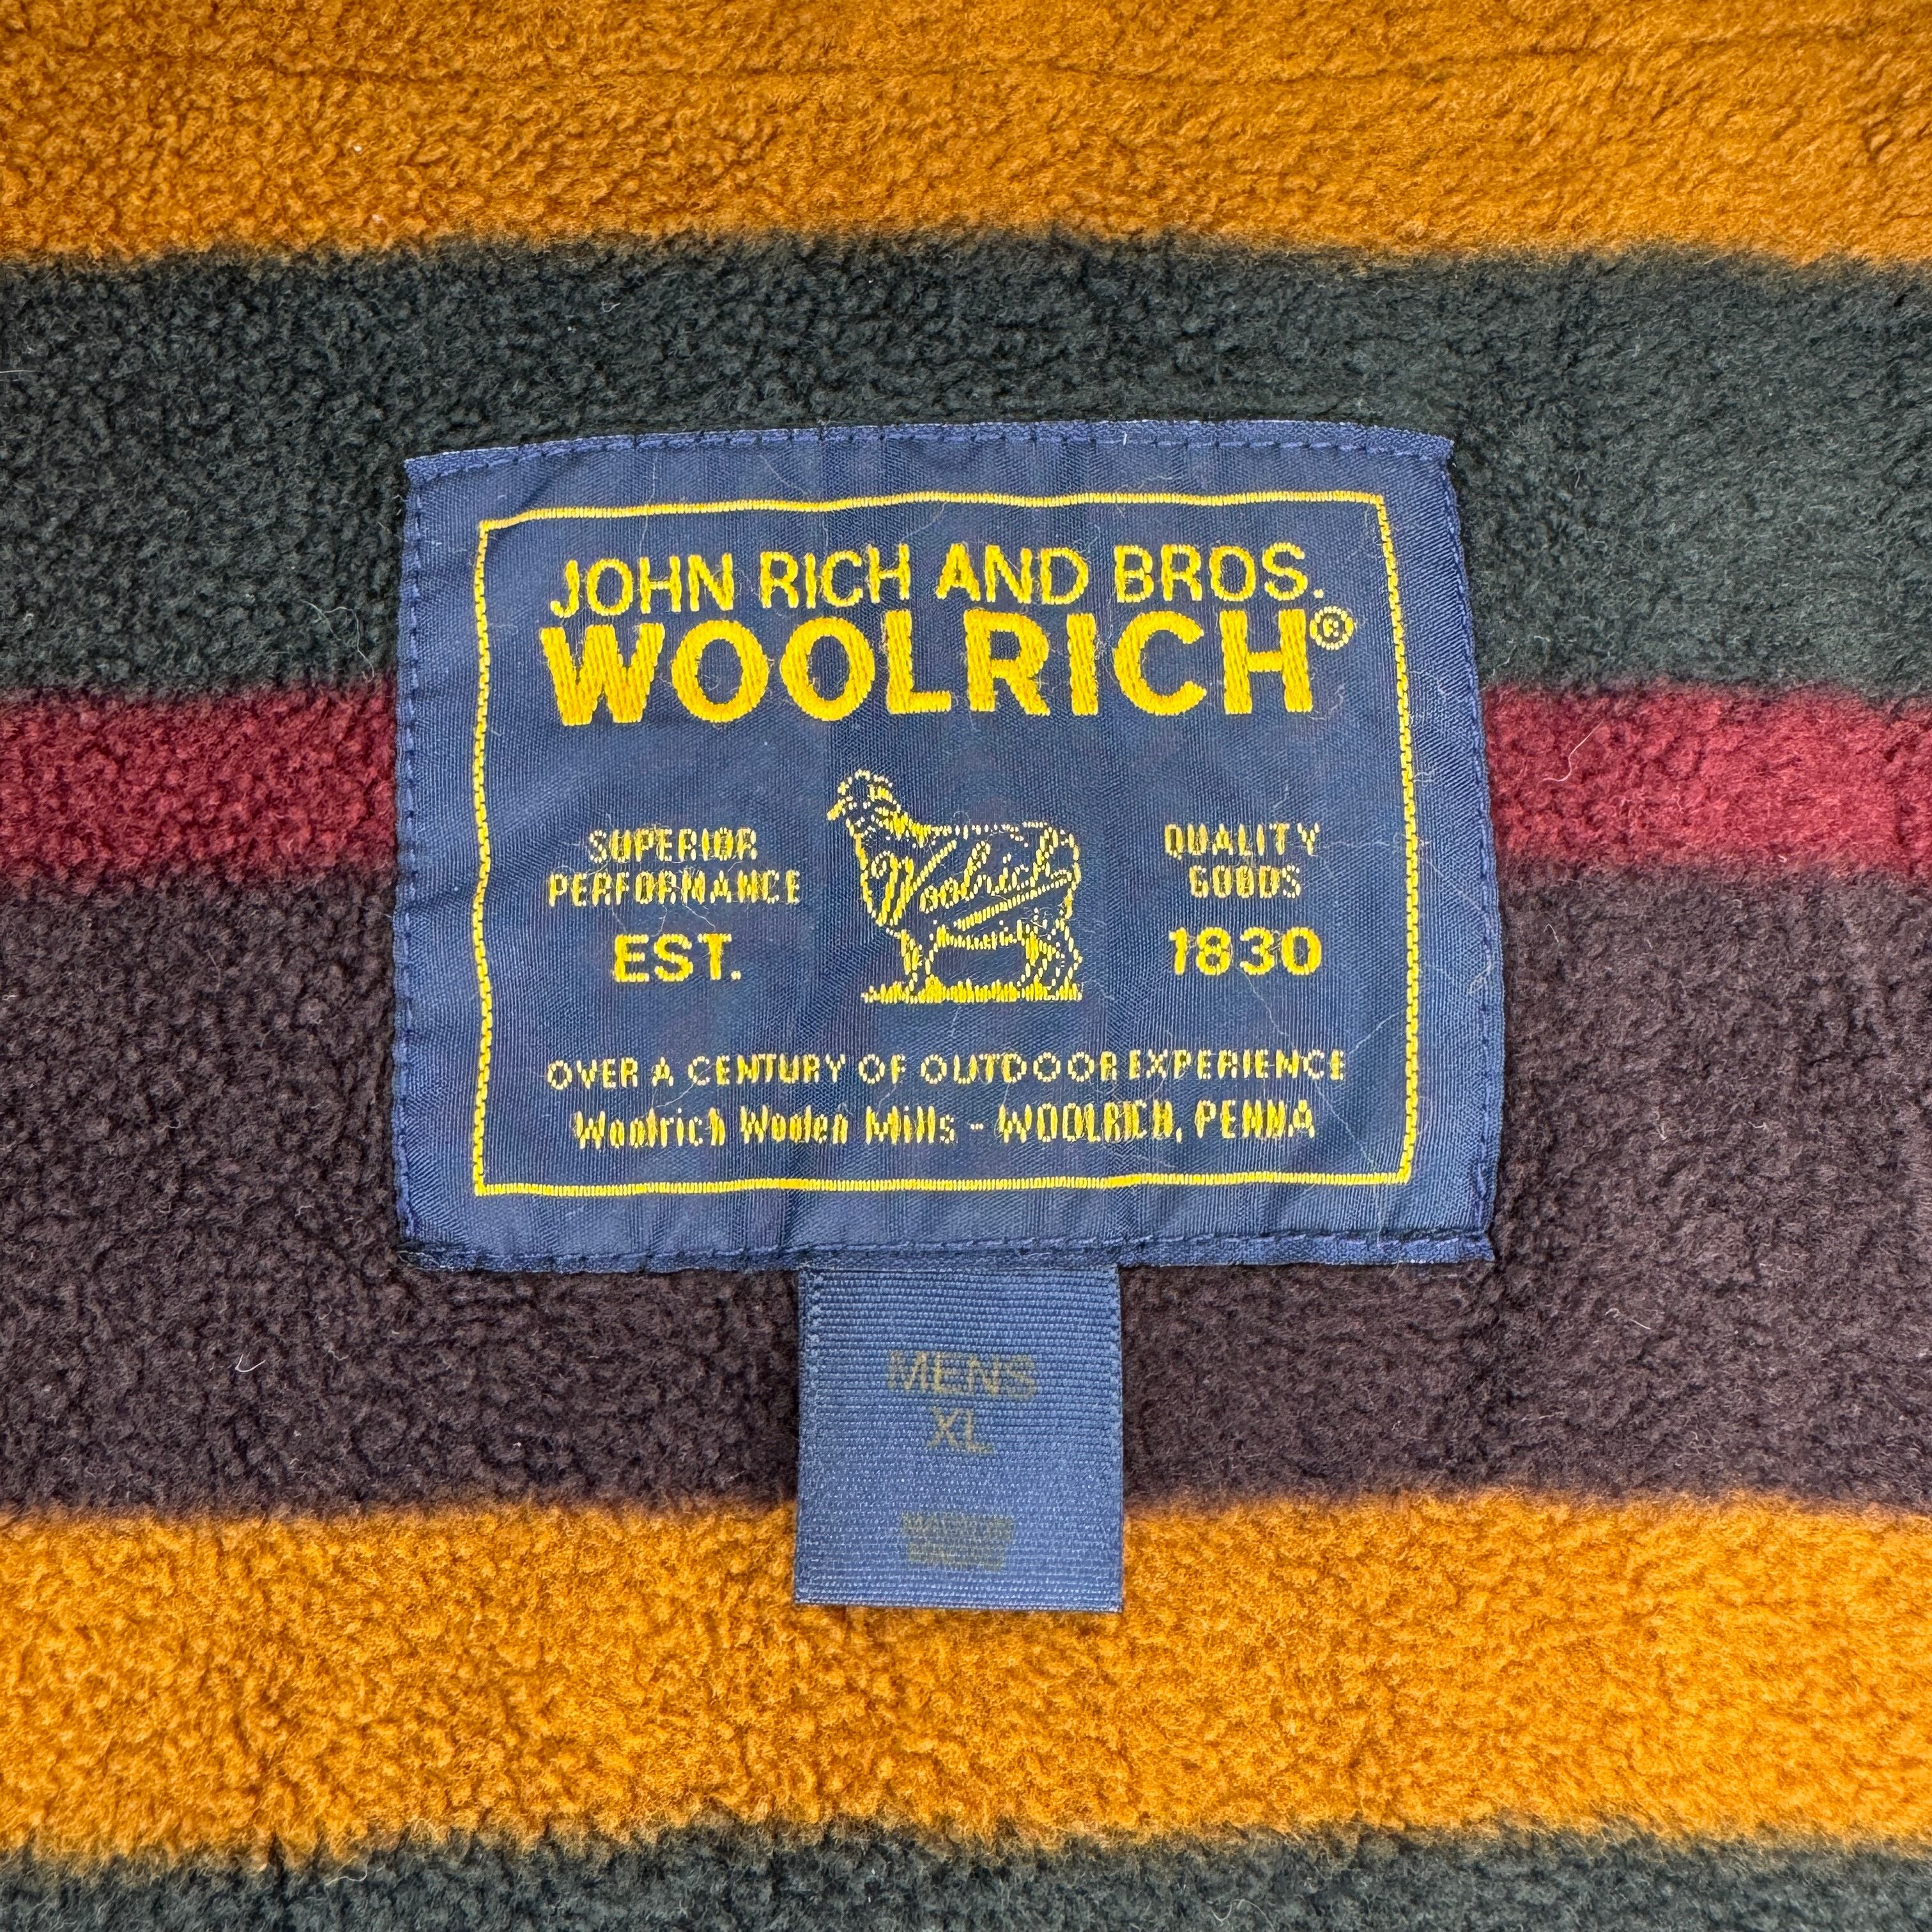 JOHN RICH AND BROS.
WOOLRICH®
SUPERIOR
PERFORMANCE
EST.
Woolrich
QUALITY
GOODS
1830
OVER A CENTURY OF OUTDOOR EXPERIENCE
Woolrich Woolen Mills - WOOLRICH, PENNA
MENS
XL